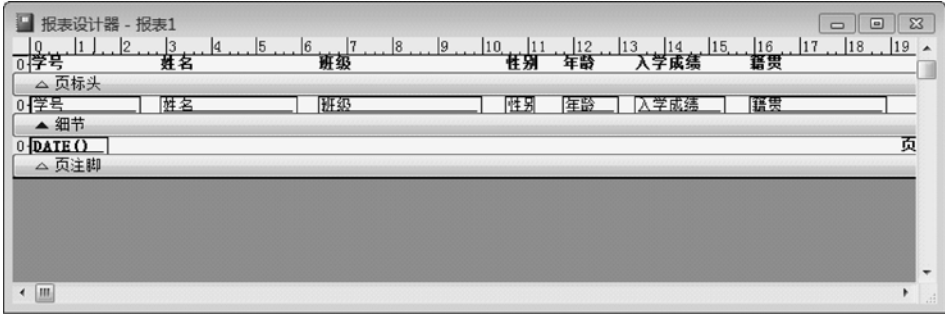 报表设计器 - 报表1
0 1 2 3 4 5 6 7 8 9 10 11 12 13 14 15 16 17 18 19
0 学号 姓名 班级 性别 年龄 入学成绩 籍贯
页标头
0 学号 姓名 班级 性别 年龄 入学成绩 籍贯
细节
0 DATE() 页
页注脚